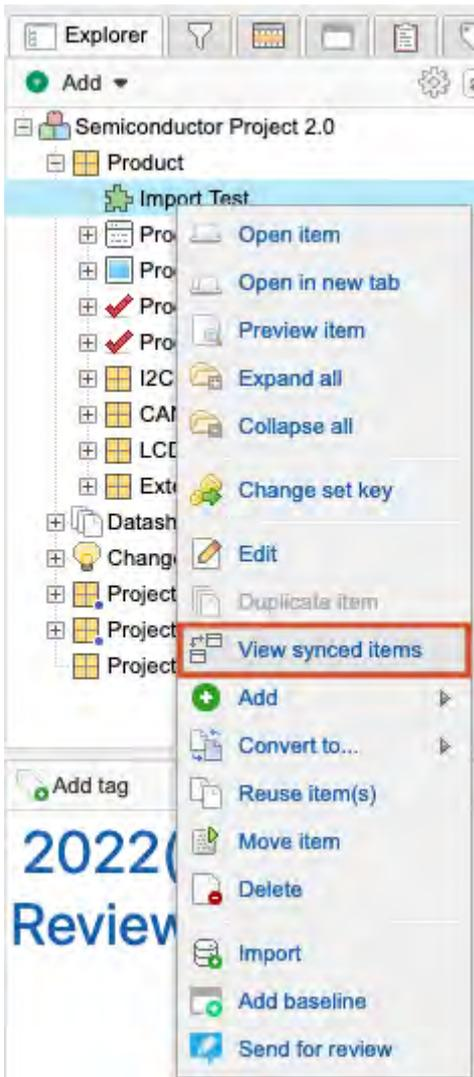 Explorer
Add
Semiconductor Project 2.0
Product
Import Test
Pro
Pro
Pro
Pro
I2C
CAN
LCD
Exte
Datash
Change
Project
Project
Project
Open item
Open in new tab
Preview item
Expand all
Collapse all
Change set key
Edit
Duplicate item
View synced items
Add
Convert to...
Reuse item(s)
Move item
Delete
Import
Add baseline
Send for review
Add tag
2022(
Review